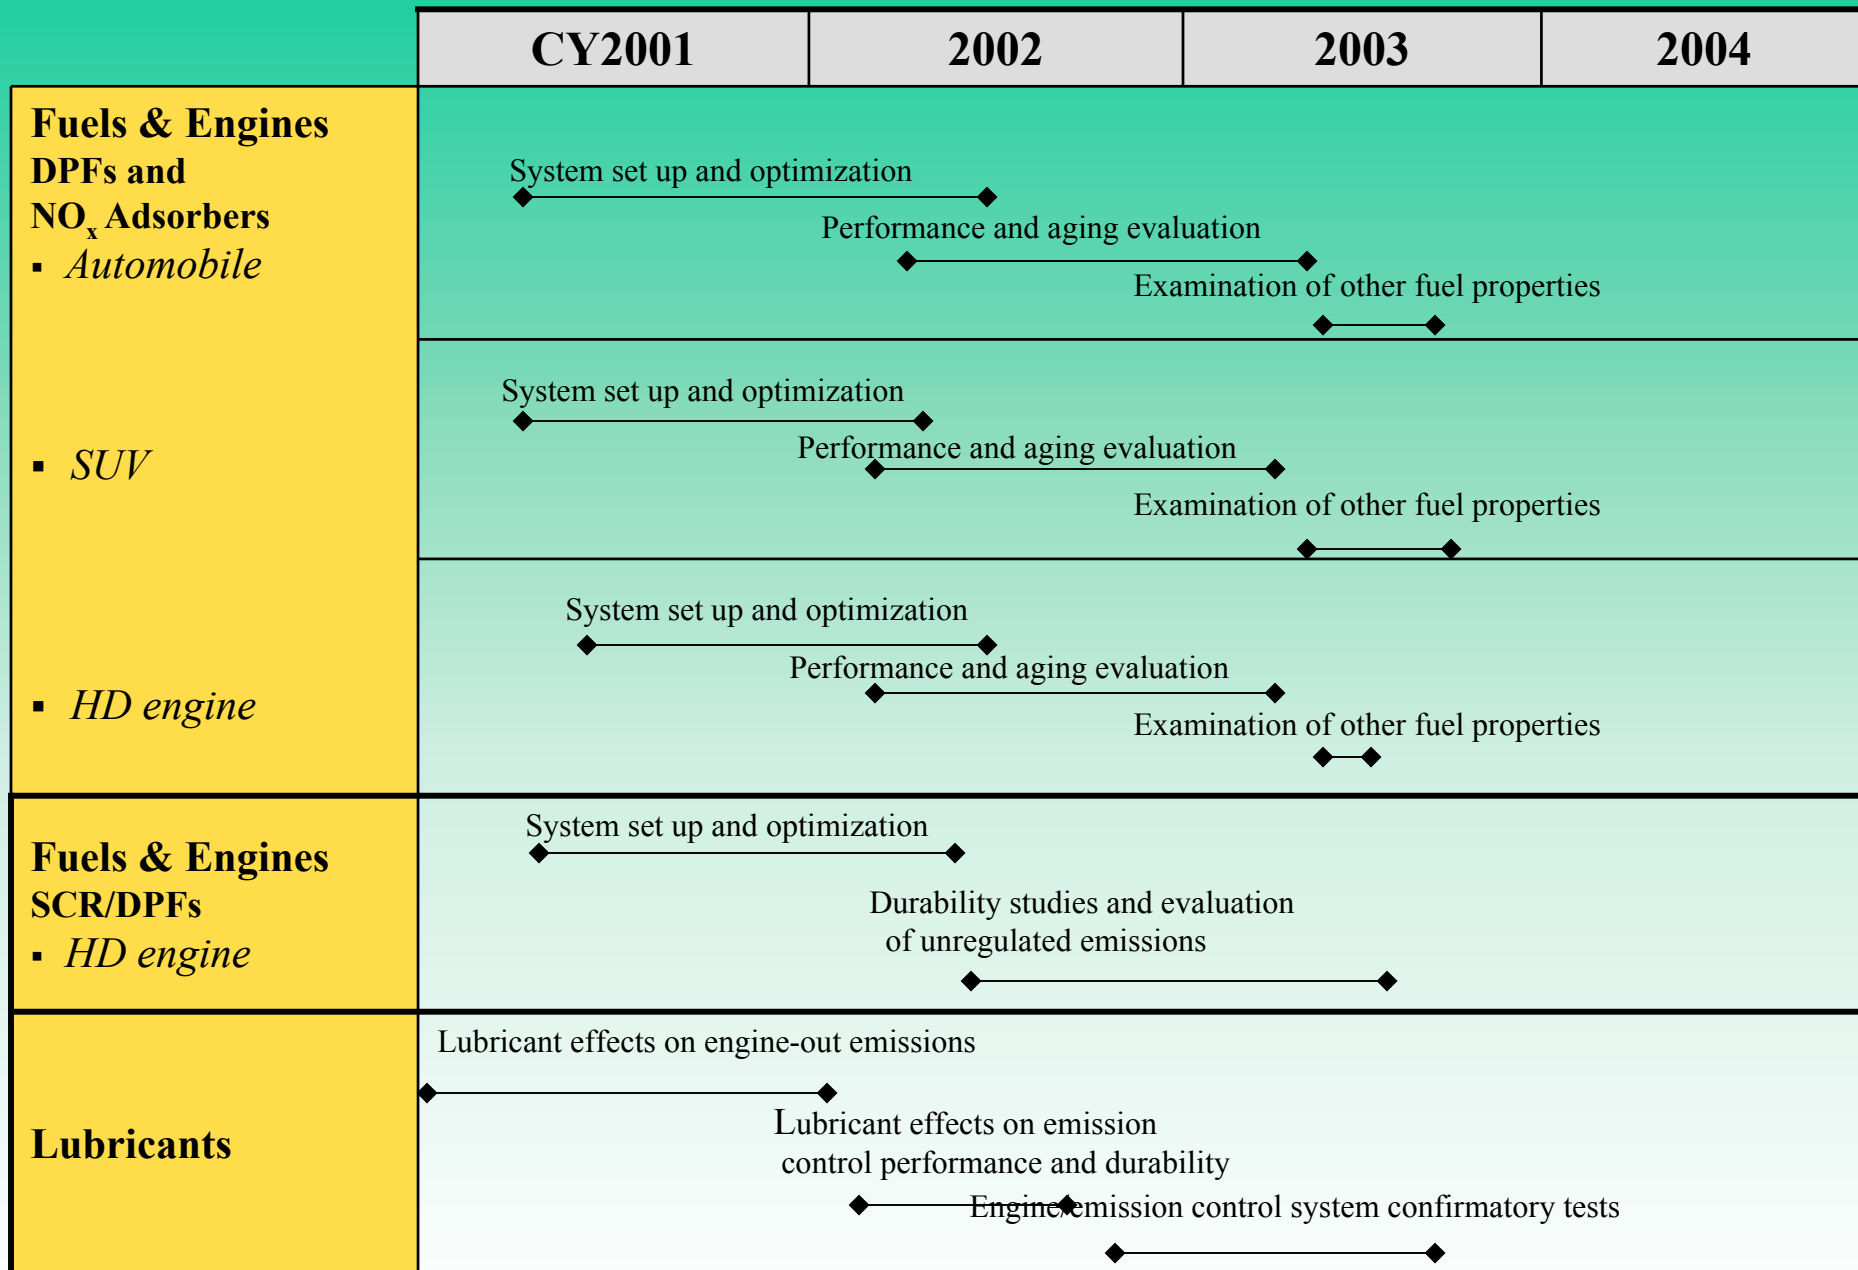 CY2001 2002 2003 2004
Fuels & Engines
DPFs and
NOx Adsorbers
▪ Automobile
System set up and optimization
Performance and aging evaluation
Examination of other fuel properties
▪ SUV
System set up and optimization
Performance and aging evaluation
Examination of other fuel properties
▪ HD engine
System set up and optimization
Performance and aging evaluation
Examination of other fuel properties
Fuels & Engines
SCR/DPFs
▪ HD engine
System set up and optimization
Durability studies and evaluation
of unregulated emissions
Lubricants
Lubricant effects on engine-out emissions
Lubricant effects on emission
control performance and durability
Engine/emission control system confirmatory tests